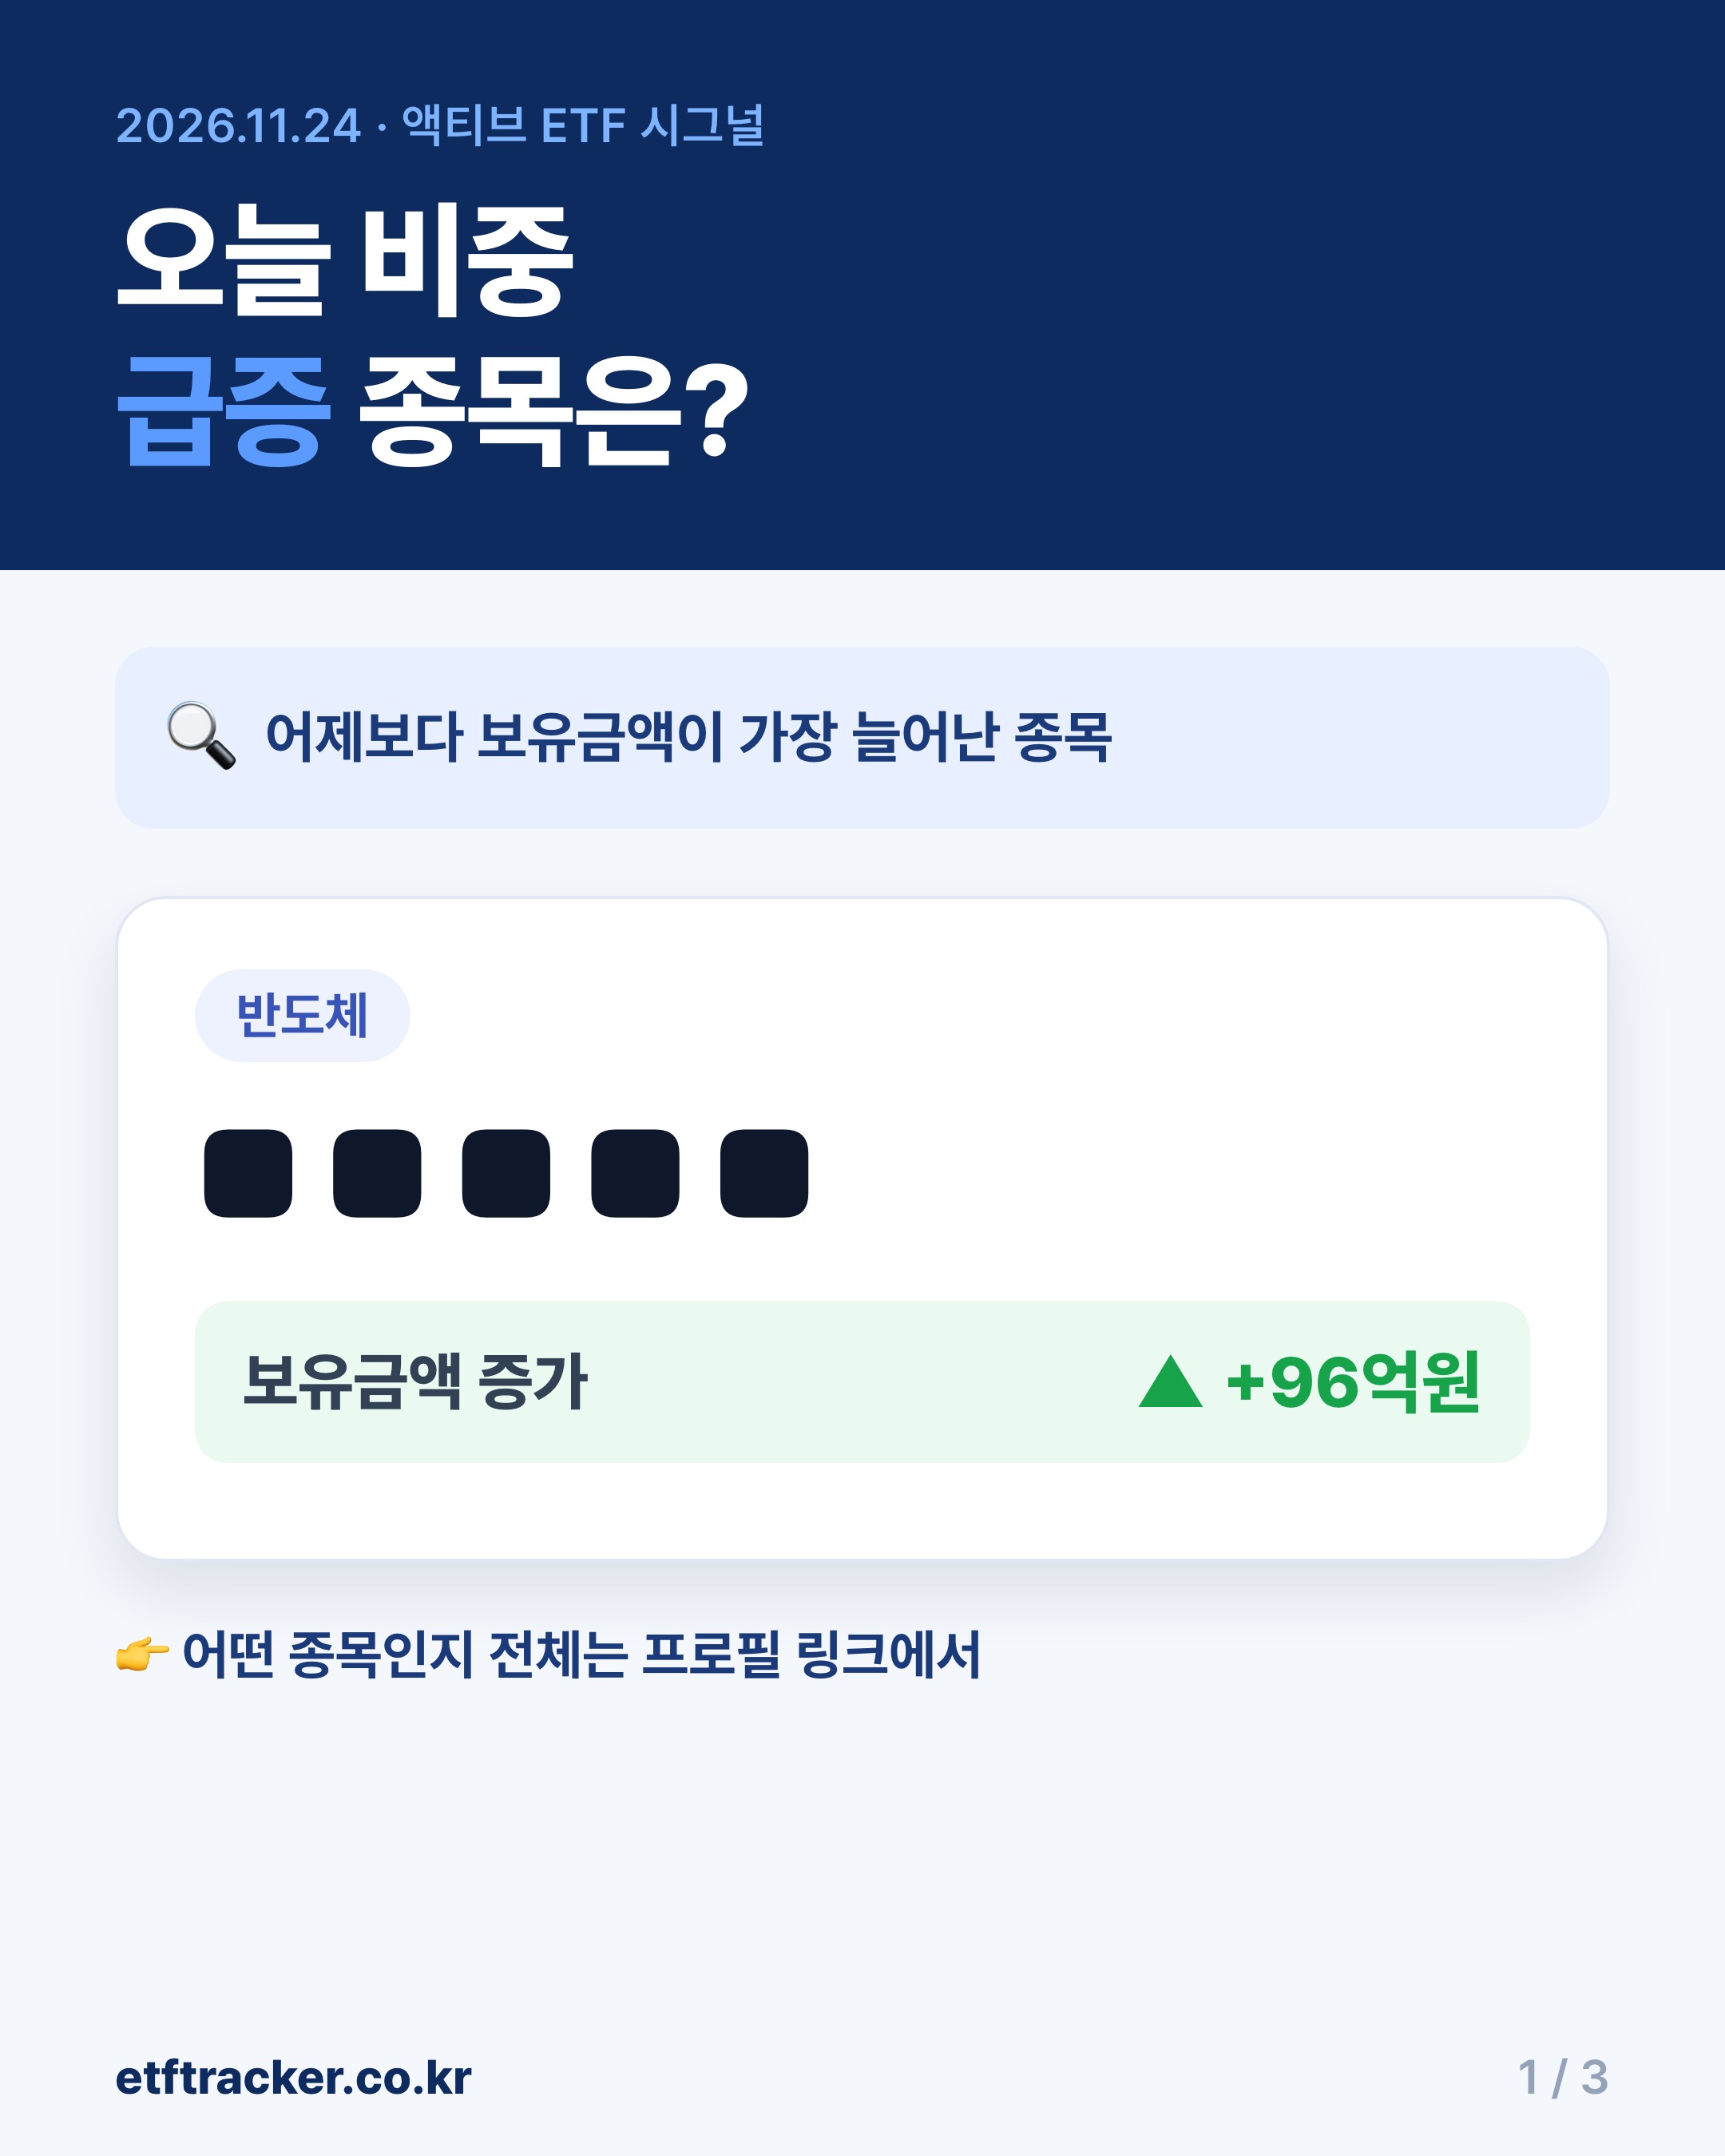 2026.11.24 · 액티브 ETF 시그널
오늘 비중
급증 종목은?
🔍 어제보다 보유금액이 가장 늘어난 종목
반도체
■■■■■
보유금액 증가 ▲ +96억원
👉 어떤 종목인지 전체는 프로필 링크에서
etftracker.co.kr 1 / 3